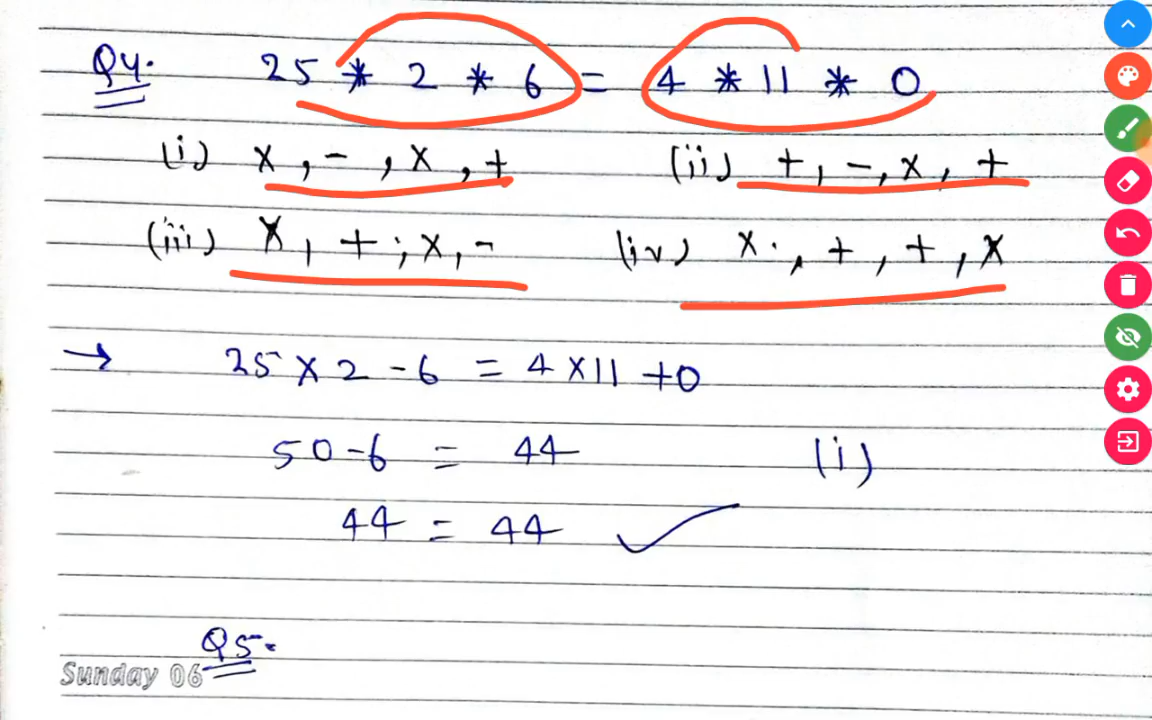 Q4. 25 * 2 * 6 = 4 * 11 * 0
(i) x, -, x, + (ii) +, -, x, +
(iii) x, +, x, - (iv) x, +, +, x
→ 25 x 2 - 6 = 4 x 11 + 0
50 - 6 = 44 (i)
44 = 44 ✓
Q5.
Sunday 06